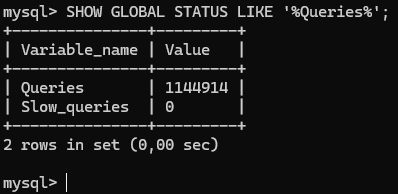 mysql> SHOW GLOBAL STATUS LIKE '%Queries%';
+---------------+---------+
| Variable_name | Value   |
+---------------+---------+
| Queries       | 1144914 |
| Slow_queries  | 0       |
+---------------+---------+
2 rows in set (0,00 sec)
mysql>